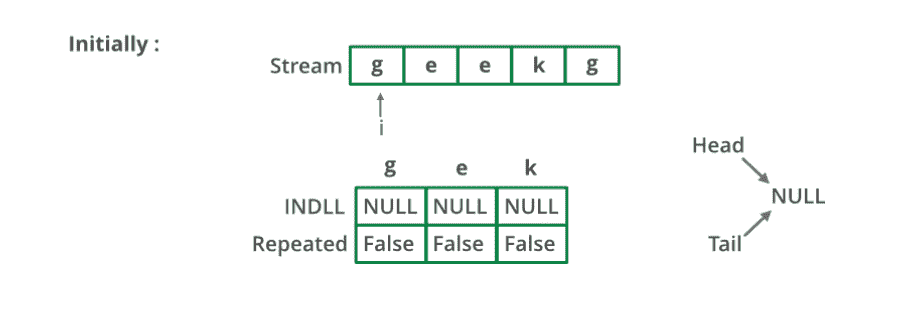 Initially :
Stream g e e k g
i
g e k
INDLL NULL NULL NULL
Repeated False False False
Head
NULL
Tail